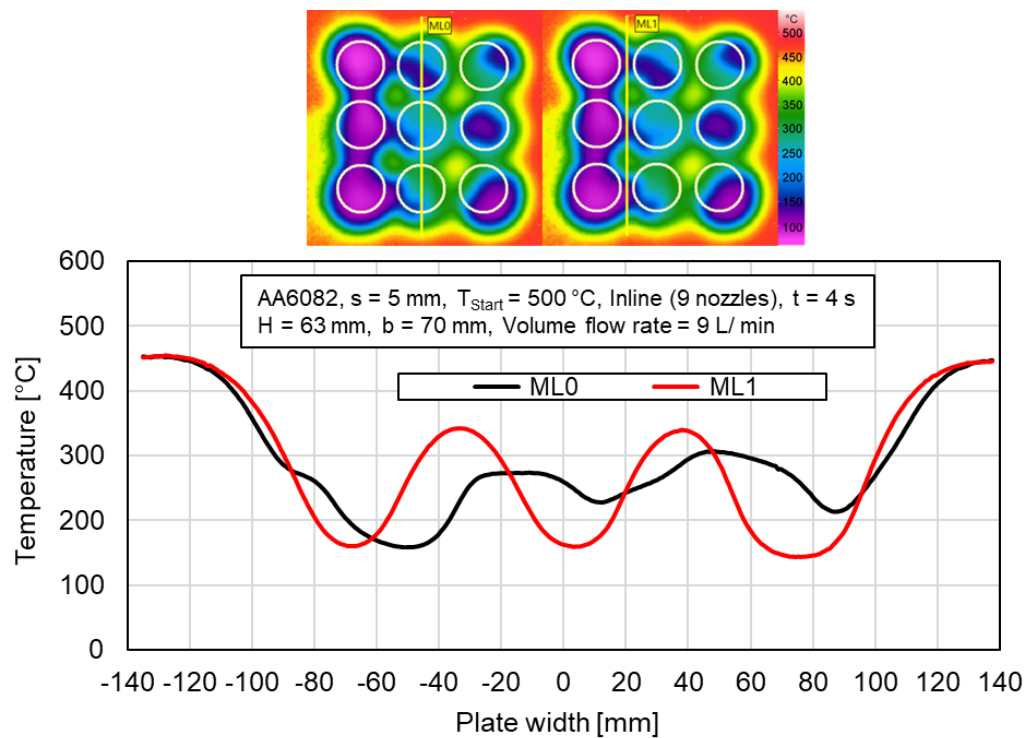 ML0
ML1
°C
500
450
400
350
300
250
200
150
100
600
500
400
300
200
100
0
Temperature [°C]
AA6082, s = 5 mm, TStart = 500 °C, Inline (9 nozzles), t = 4 s
H = 63 mm, b = 70 mm, Volume flow rate = 9 L/ min
ML0 ML1
-140 -120 -100 -80 -60 -40 -20 0 20 40 60 80 100 120 140
Plate width [mm]